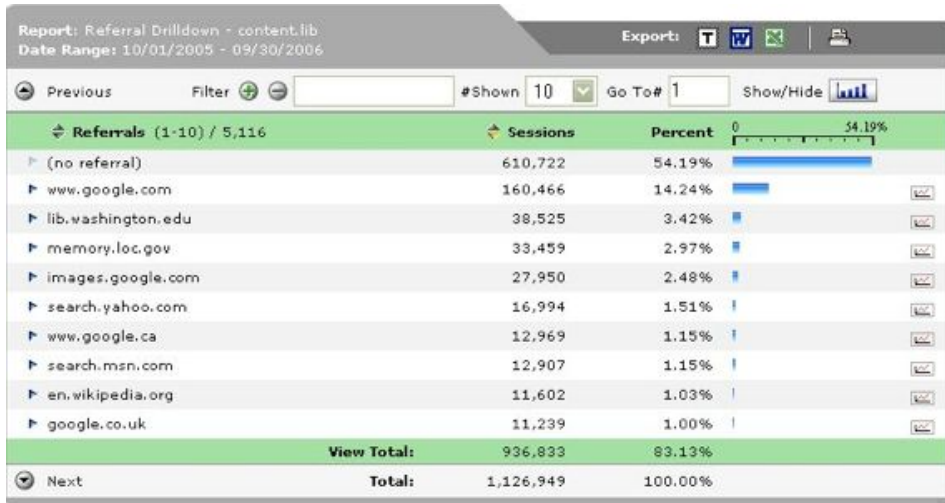 Report: Referral Drilldown - content.lib
Date Range: 10/01/2005 - 09/30/2006
Export: T W X
Previous Filter #Shown 10 Go To# 1 Show/Hide
Referrals (1-10) / 5,116 Sessions Percent 0 54.19%
(no referral) 610,722 54.19%
www.google.com 160,466 14.24%
lib.washington.edu 38,525 3.42%
memory.loc.gov 33,459 2.97%
images.google.com 27,950 2.48%
search.yahoo.com 16,994 1.51%
www.google.ca 12,969 1.15%
search.msn.com 12,907 1.15%
en.wikipedia.org 11,602 1.03%
google.co.uk 11,239 1.00%
View Total: 936,833 83.13%
Next Total: 1,126,949 100.00%